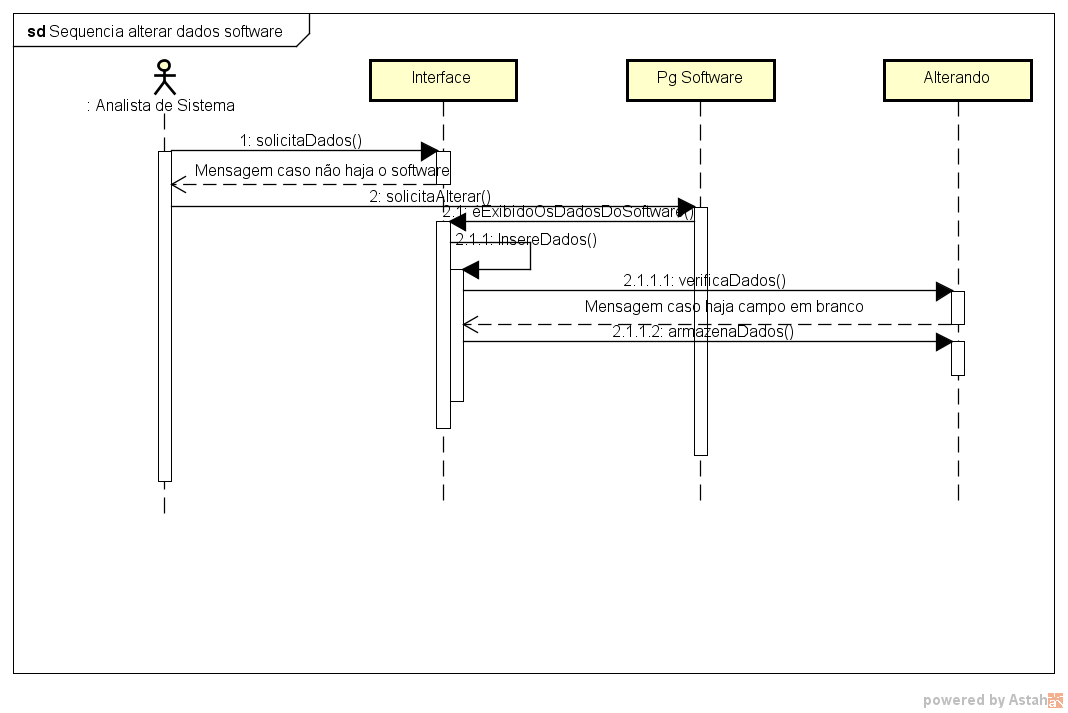 sd Sequencia alterar dados software
Interface
Pg Software
Alterando
: Analista de Sistema
1: solicitaDados()
Mensagem caso não haja o software
2: solicitaAlterar()
2.1: eExibidoOsDadosDoSoftware()
2.1.1: InsereDados()
2.1.1.1: verificaDados()
Mensagem caso haja campo em branco
2.1.1.2: armazenaDados()
powered by Astah